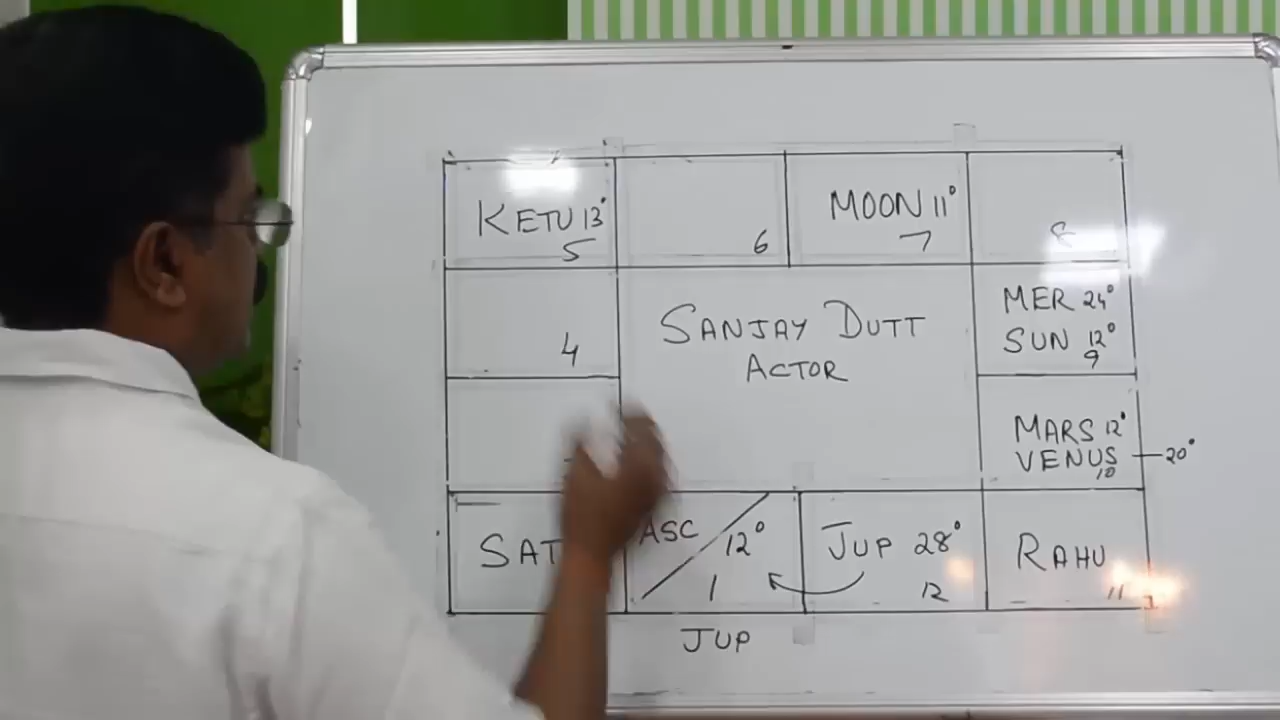 KETU 13°
5
6
MOON 11°
7
8
4
SANJAY DUTT
ACTOR
MER 24°
SUN 12°
9
MARS 12°
VENUS 20°
10
SAT
ASC 12°
1
JUP 28°
12
RAHU
11
JUP